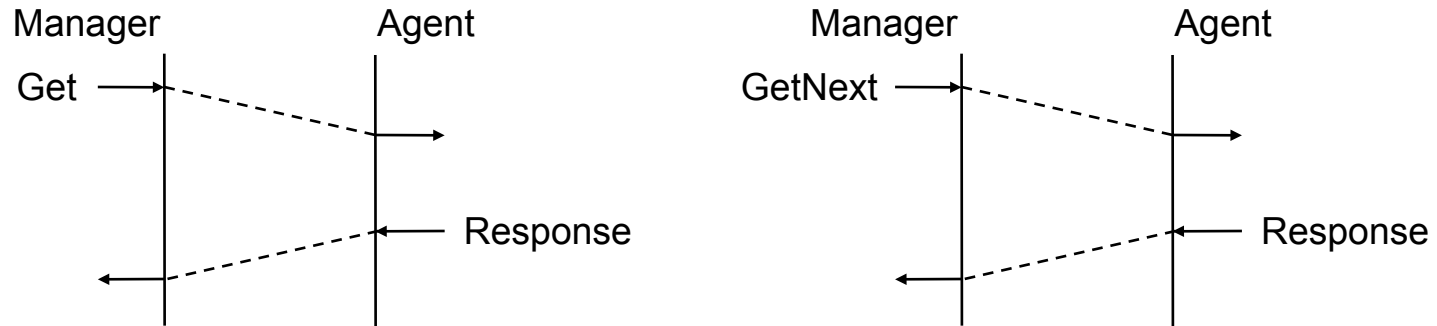 Manager Agent
Get
Response
Manager Agent
GetNext
Response